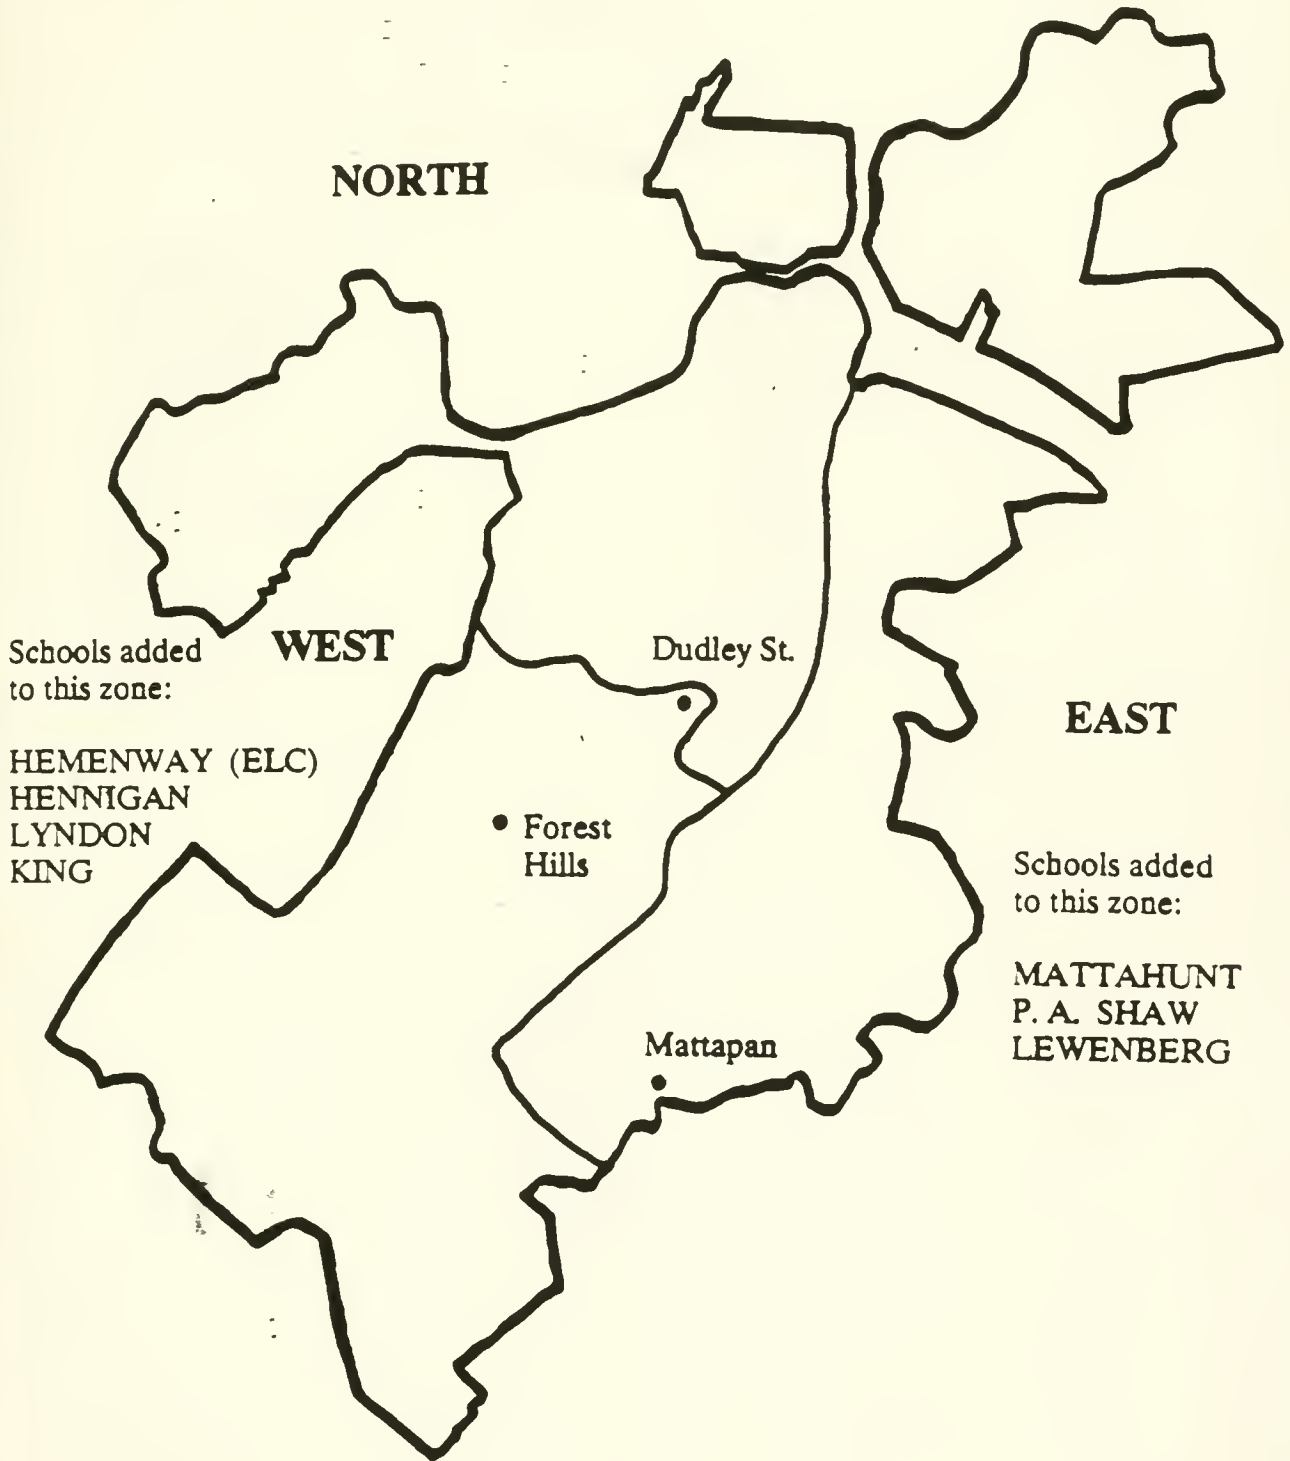 NORTH
WEST
Schools added
to this zone:
HEMENWAY (ELC)
HENNIGAN
LYNDON
KING
Dudley St.
Forest
Hills
Mattapan
EAST
Schools added
to this zone:
MATTAHUNT
P. A. SHAW
LEWENBERG